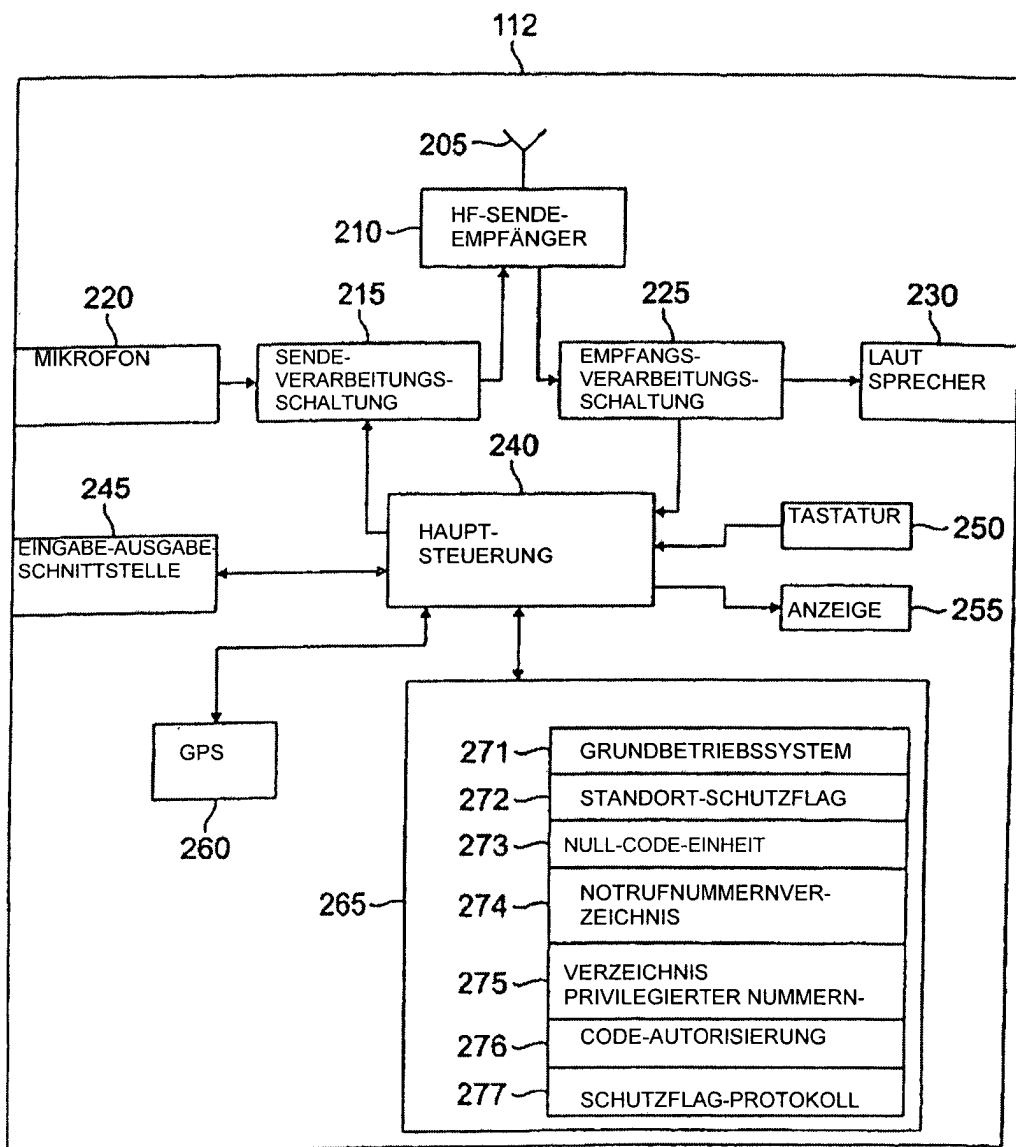 112
205
HF-SENDE-
EMPFÄNGER
210
220
215
225
230
MIKROFON
SENDE-
VERARBEITUNGS-
SCHALTUNG
EMPFANGS-
VERARBEITUNGS-
SCHALTUNG
LAUT
SPRECHER
240
245
HAUPT-
STEUERUNG
TASTATUR
250
EINGABE-AUSGABE-
SCHNITTSTELLE
ANZEIGE
255
GPS
260
265
271
GRUNDBETRIEBSSYSTEM
272
STANDORT-SCHUTZFLAG
273
NULL-CODE-EINHEIT
274
NOTRUFNUMMERNVER-
ZEICHNIS
275
VERZEICHNIS
PRIVILEGIERTER NUMMERN-
276
CODE-AUTORISIERUNG
277
SCHUTZFLAG-PROTOKOLL